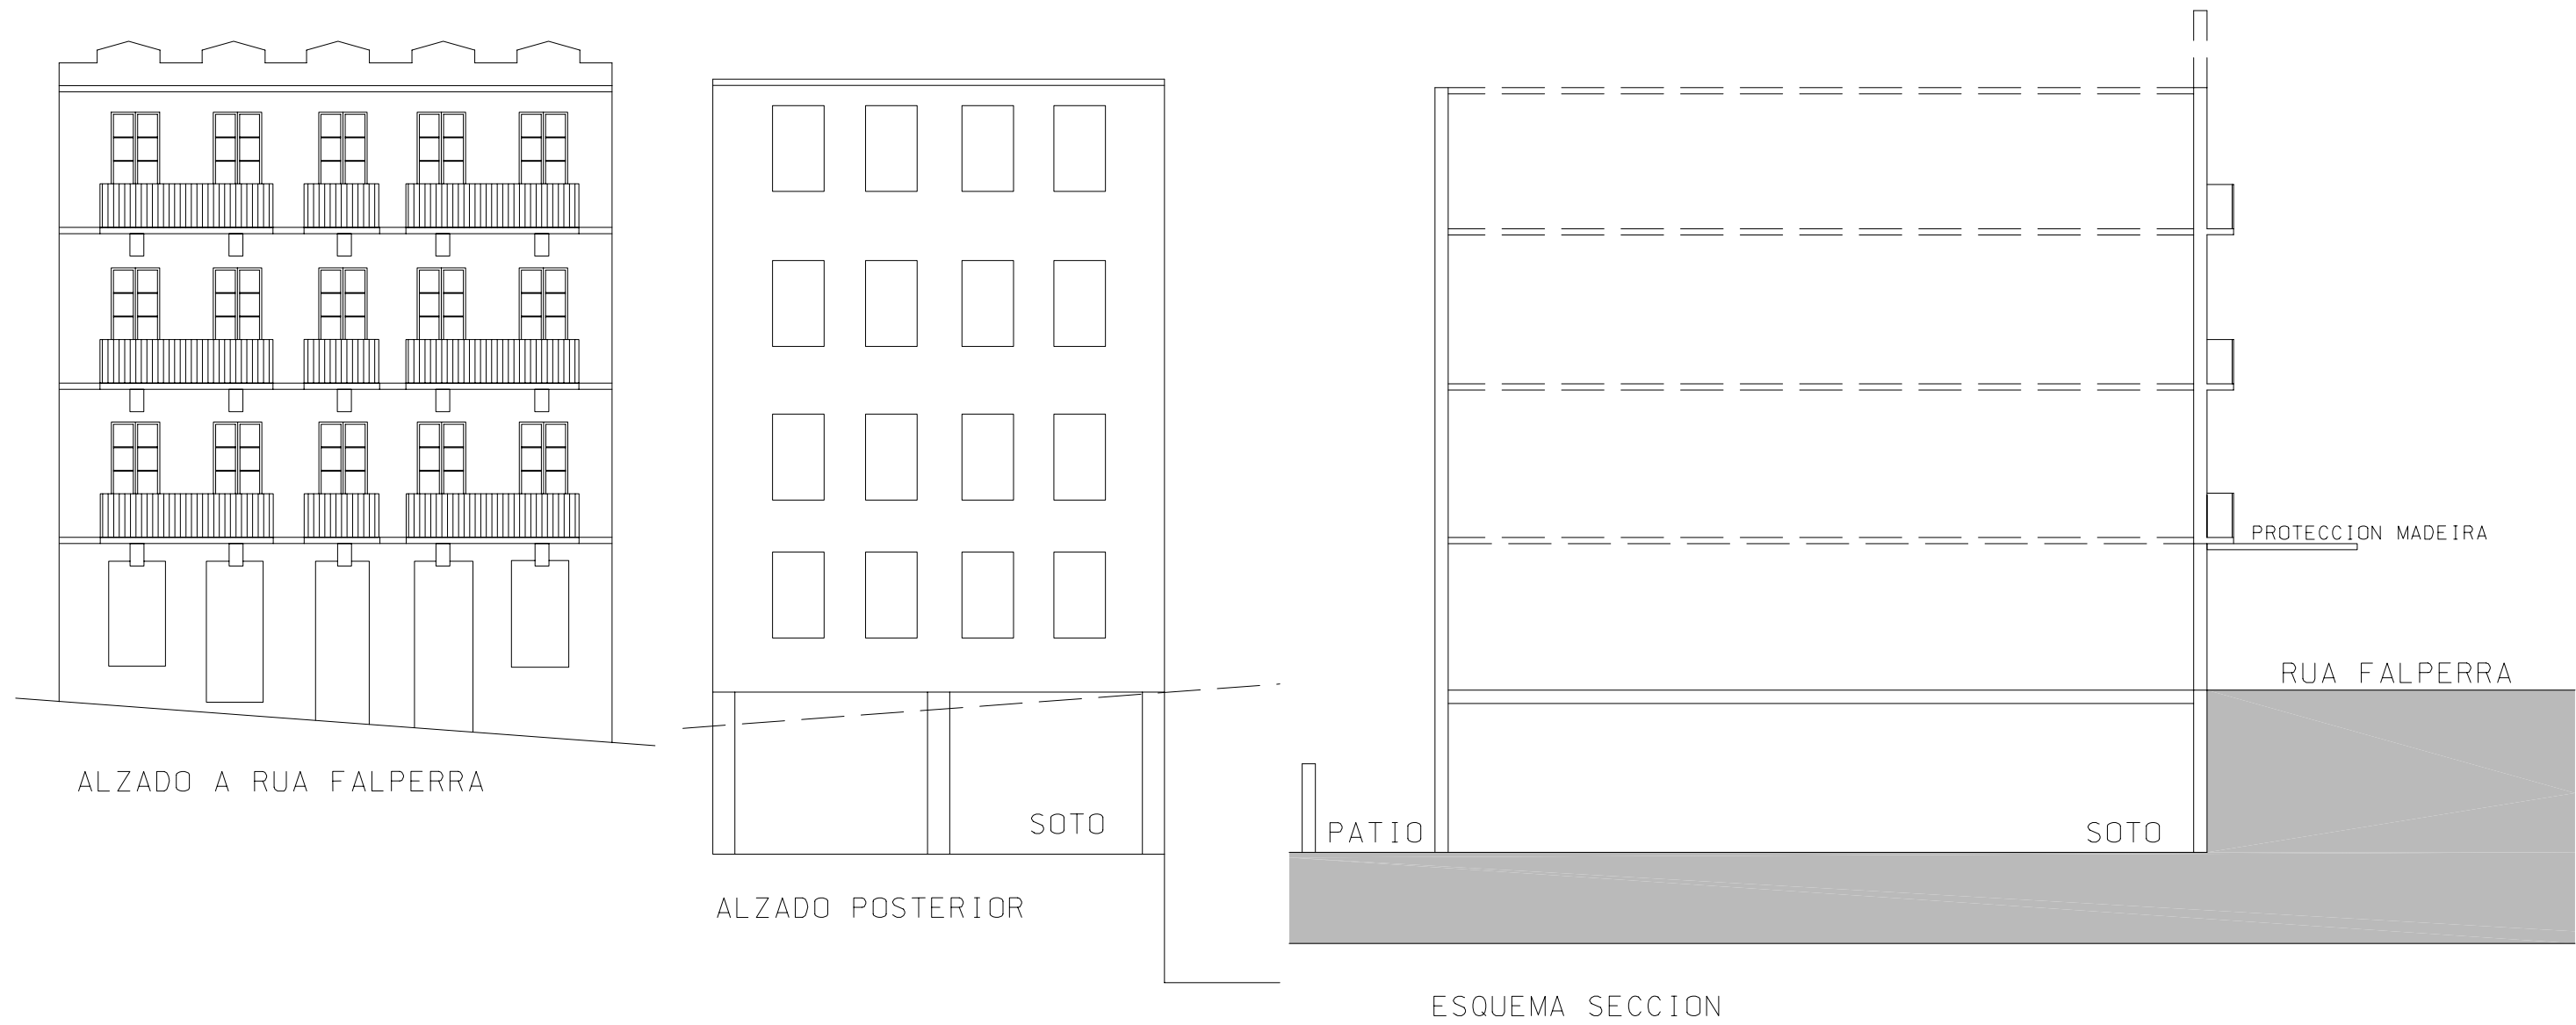 ALZADO A RUA FALPERRA
SOTO
ALZADO POSTERIOR
PROTECCION MADEIRA
RUA FALPERRA
PATIO
SOTO
ESQUEMA SECCION